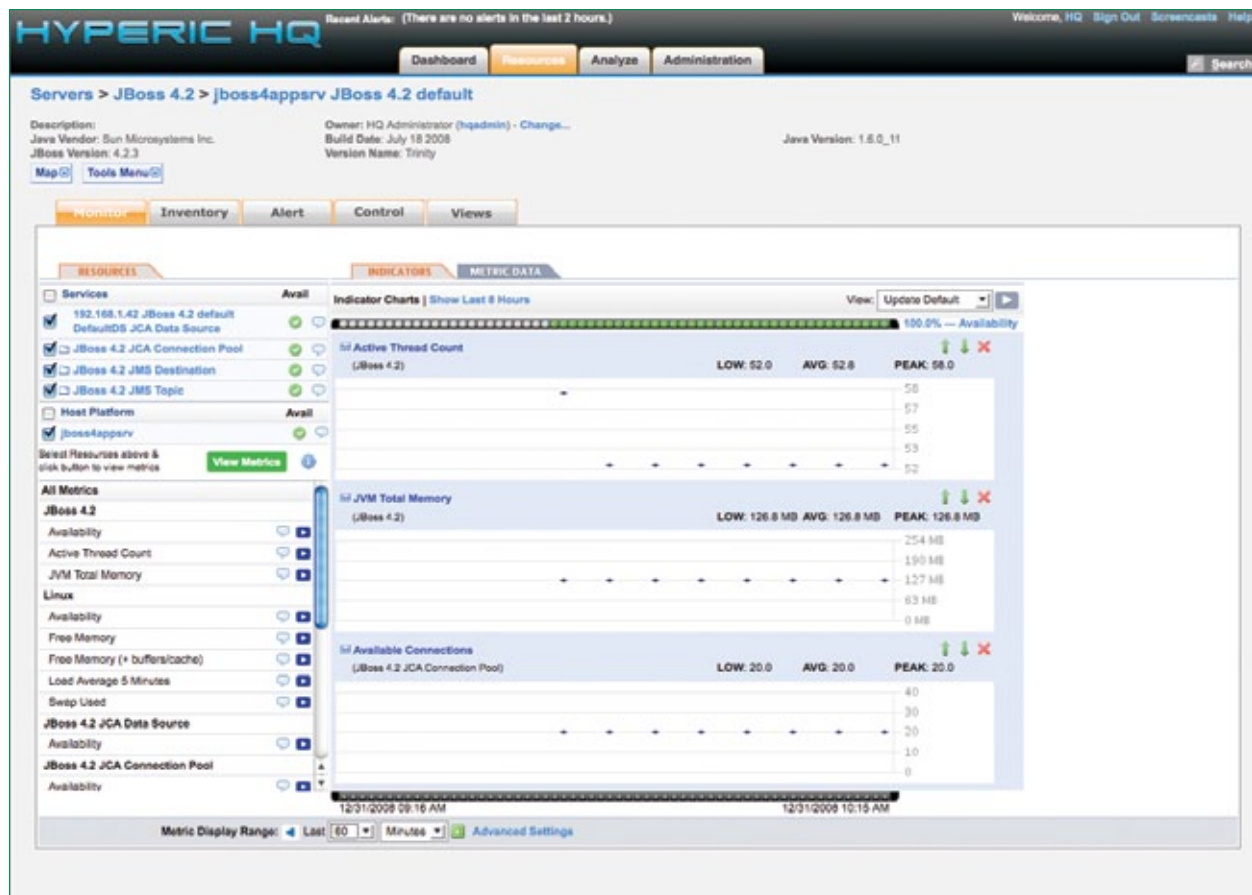 HYPERIC HQ
Recent Alerts: (There are no alerts in the last 2 hours.)
Welcome, HQ Sign Out Screencasts Help
Dashboard Resources Analyze Administration
Search
Servers > JBoss 4.2 > jboss4appsrv JBoss 4.2 default
Description: Owner: HQ Administrator (hqadmin) - Change...
Java Vendor: Sun Microsystems Inc. Build Date: July 18 2008 Java Version: 1.6.0_11
JBoss Version: 4.2.3 Version Name: Trinity
Map Tools Menu
Monitor Inventory Alert Control Views
RESOURCES
Services Avail
192.168.1.42 JBoss 4.2 default
DefaultDS JCA Data Source
JBoss 4.2 JCA Connection Pool
JBoss 4.2 JMS Destination
JBoss 4.2 JMS Topic
Host Platform Avail
jboss4appsrv
Select Resources above &
click button to view metrics
View Metrics
All Metrics
JBoss 4.2
Availability
Active Thread Count
JVM Total Memory
Linux
Availability
Free Memory
Free Memory (+ buffers/cache)
Load Average 5 Minutes
Swap Used
JBoss 4.2 JCA Data Source
Availability
JBoss 4.2 JCA Connection Pool
Availability
INDICATORS METRIC DATA
Indicator Charts | Show Last 8 Hours View: Update Default
100.0% — Availability
Active Thread Count
(JBoss 4.2) LOW: 52.0 AVG: 52.8 PEAK: 58.0
58
57
55
53
52
JVM Total Memory
(JBoss 4.2) LOW: 126.8 MB AVG: 126.8 MB PEAK: 126.8 MB
254 MB
190 MB
127 MB
63 MB
0 MB
Available Connections
(JBoss 4.2 JCA Connection Pool) LOW: 20.0 AVG: 20.0 PEAK: 20.0
40
30
20
10
0
12/31/2008 09:16 AM 12/31/2008 10:15 AM
Metric Display Range: Last 60 Minutes Advanced Settings